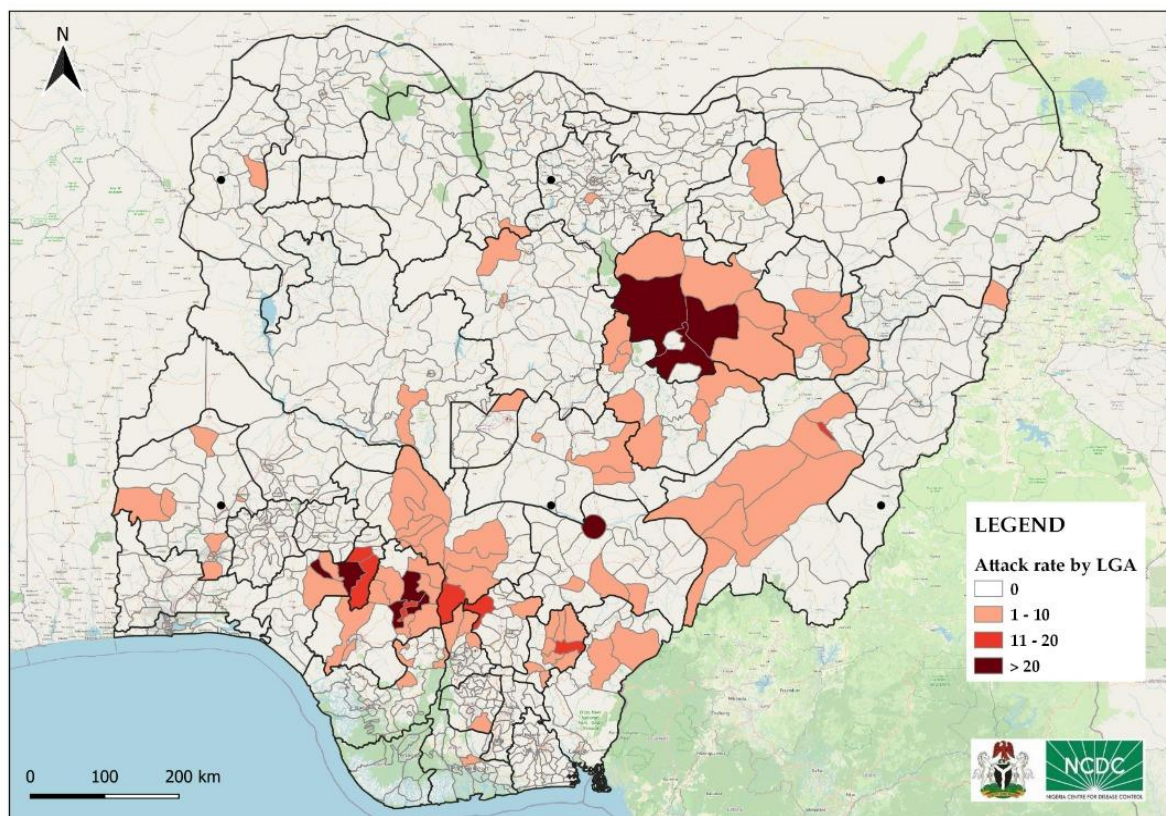 N
LEGEND
Attack rate by LGA
0
1 - 10
11 - 20
> 20
0 100 200 km
NCDC
NIGERIA CENTRE FOR DISEASE CONTROL